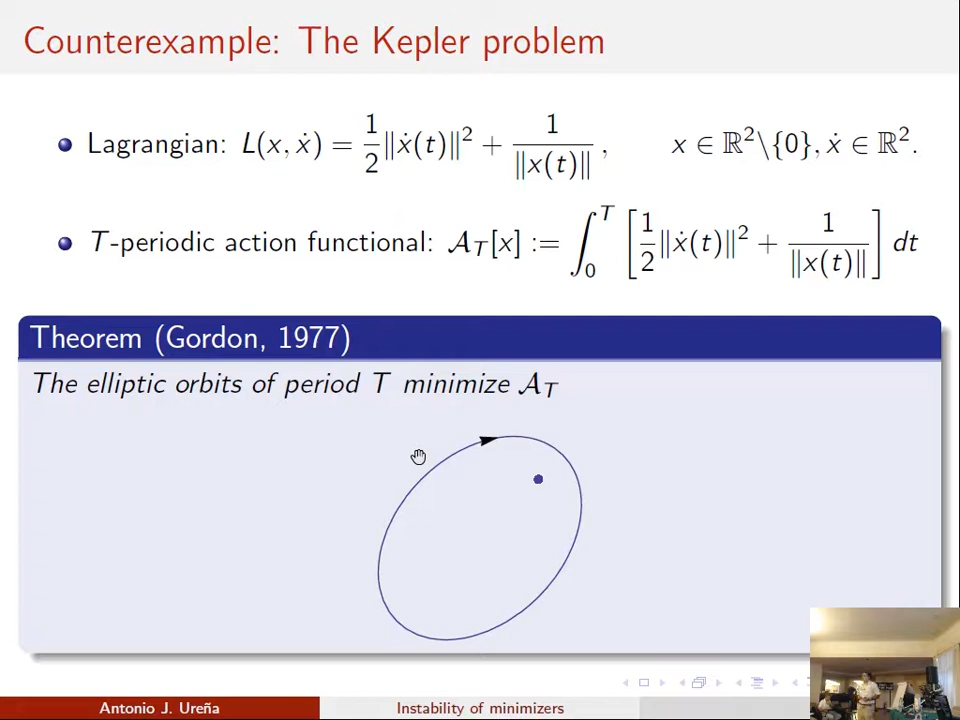 Counterexample: The Kepler problem
Lagrangian: L(x, ẋ) = 1/2 ‖ẋ(t)‖² + 1/‖x(t)‖ , x ∈ ℝ²\{0}, ẋ ∈ ℝ².
T-periodic action functional: 𝒜_T[x] := ∫₀ᵀ [1/2 ‖ẋ(t)‖² + 1/‖x(t)‖] dt
Theorem (Gordon, 1977)
The elliptic orbits of period T minimize 𝒜_T
Antonio J. Ureña
Instability of minimizers